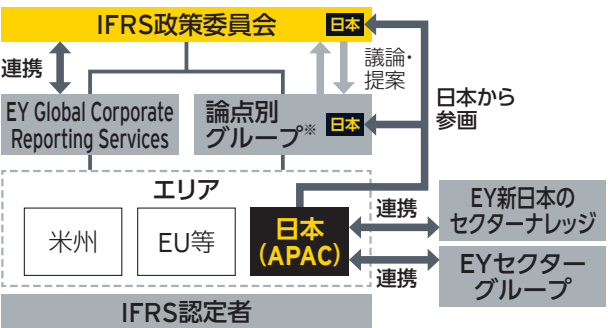 IFRS政策委員会
日本
連携
議論・
提案
EY Global Corporate
Reporting Services
論点別
グループ※
日本
日本から
参画
エリア
米州
EU等
日本
(APAC)
連携
EY新日本の
セクターナレッジ
連携
EYセクター
グループ
IFRS認定者